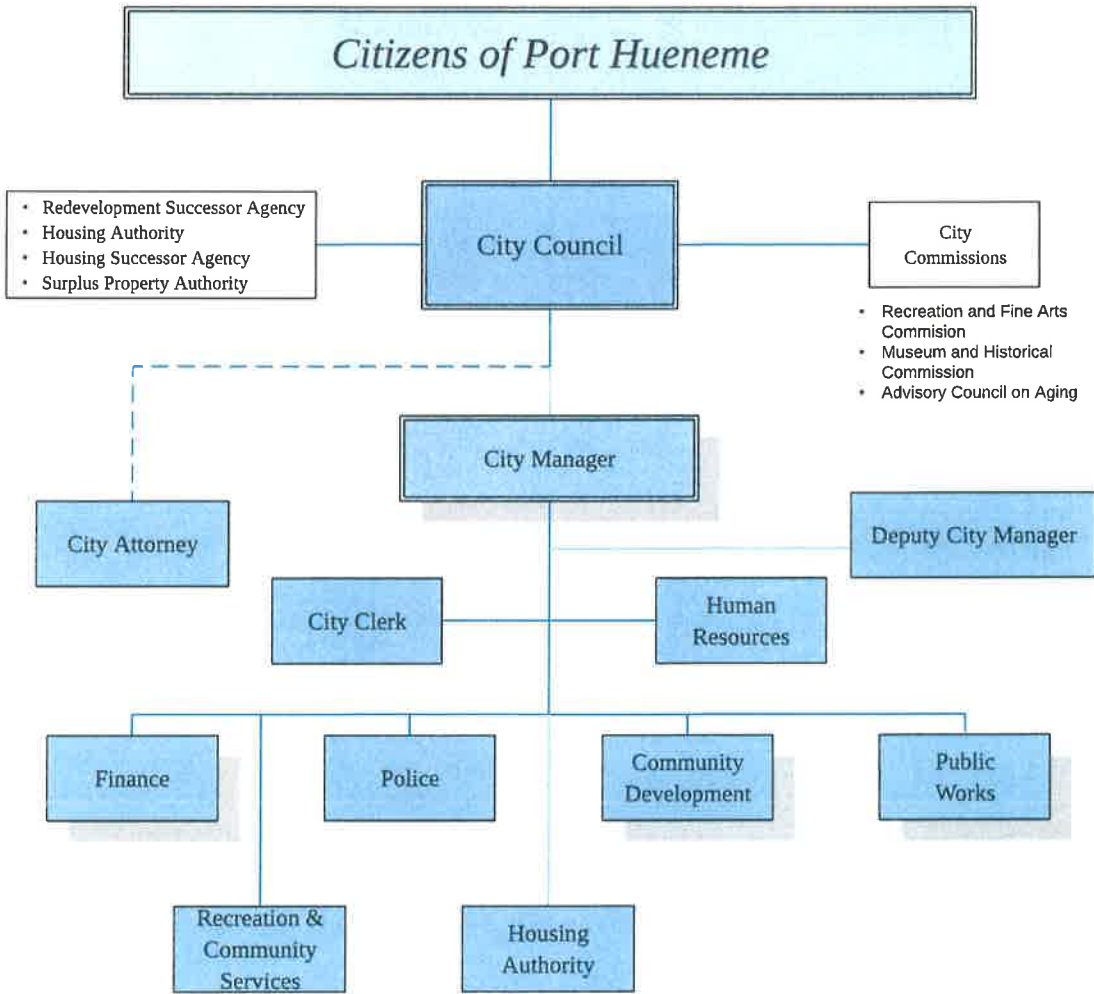 Citizens of Port Hueneme
• Redevelopment Successor Agency
• Housing Authority
• Housing Successor Agency
• Surplus Property Authority
City Council
City
Commissions
• Recreation and Fine Arts
Commision
• Museum and Historical
Commission
• Advisory Council on Aging
City Manager
City Attorney
Deputy City Manager
City Clerk
Human
Resources
Finance
Police
Community
Development
Public
Works
Recreation &
Community
Services
Housing
Authority